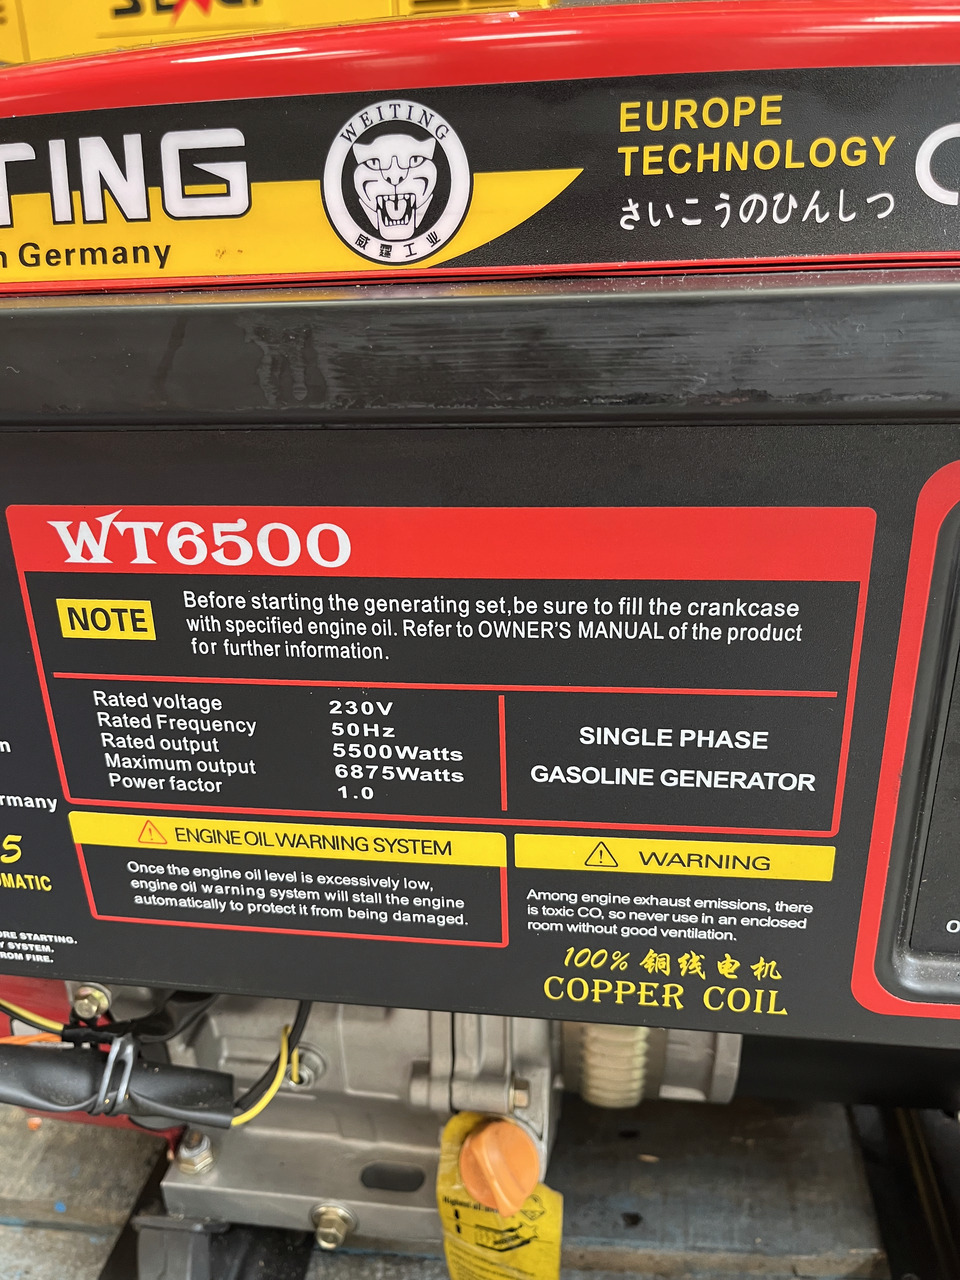 TING
Germany
WEITING
威霆工业
EUROPE
TECHNOLOGY
さいこうのひんしつ
WT6500
NOTE
Before starting the generating set,be sure to fill the crankcase
with specified engine oil. Refer to OWNER'S MANUAL of the product
for further information.
Rated voltage 230V
Rated Frequency 50Hz
Rated output 5500Watts
Maximum output 6875Watts
Power factor 1.0
SINGLE PHASE
GASOLINE GENERATOR
ENGINE OIL WARNING SYSTEM
Once the engine oil level is excessively low,
engine oil warning system will stall the engine
automatically to protect it from being damaged.
WARNING
Among engine exhaust emissions, there
is toxic CO, so never use in an enclosed
room without good ventilation.
100% 铜线电机
COPPER COIL
rmany
5
MATIC
RE STARTING.
SYSTEM.
ROM FIRE.